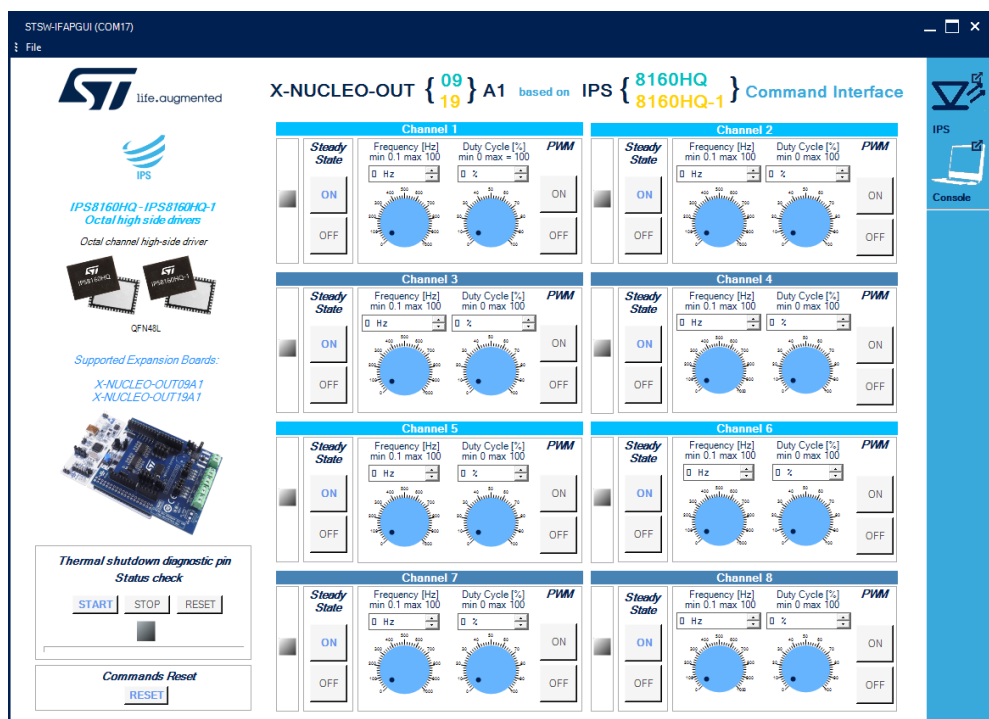 STSW-IFAPGUI (COM17)
File
life.augmented
X-NUCLEO-OUT { 09 19 } A1 based on IPS { 8160HQ 8160HQ-1 } Command Interface
IPS
Console
IPS
IPS8160HQ - IPS8160HQ-1
Octal high side drivers
Octal channel high-side driver
IPS8160HQ
IPS8160HQ-1
QFN48L
Supported Expansion Boards:
X-NUCLEO-OUT09A1
X-NUCLEO-OUT19A1
Thermal shutdown diagnostic pin
Status check
START STOP RESET
Commands Reset
RESET
Channel 1
Steady State
Frequency [Hz] Duty Cycle [%] PWM
min 0.1 max 100 min 0 max = 100
0 Hz 0 %
ON ON
OFF OFF
Channel 2
Steady State
Frequency [Hz] Duty Cycle [%] PWM
min 0.1 max 100 min 0 max 100
0 Hz 0 %
ON ON
OFF OFF
Channel 3
Steady State
Frequency [Hz] Duty Cycle [%] PWM
min 0.1 max 100 min 0 max 100
0 Hz 0 %
ON ON
OFF OFF
Channel 4
Steady State
Frequency [Hz] Duty Cycle [%] PWM
min 0.1 max 100 min 0 max 100
0 Hz 0 %
ON ON
OFF OFF
Channel 5
Steady State
Frequency [Hz] Duty Cycle [%] PWM
min 0.1 max 100 min 0 max 100
0 Hz 0 %
ON ON
OFF OFF
Channel 6
Steady State
Frequency [Hz] Duty Cycle [%] PWM
min 0.1 max 100 min 0 max 100
0 Hz 0 %
ON ON
OFF OFF
Channel 7
Steady State
Frequency [Hz] Duty Cycle [%] PWM
min 0.1 max 100 min 0 max 100
0 Hz 0 %
ON ON
OFF OFF
Channel 8
Steady State
Frequency [Hz] Duty Cycle [%] PWM
min 0.1 max 100 min 0 max 100
0 Hz 0 %
ON ON
OFF OFF